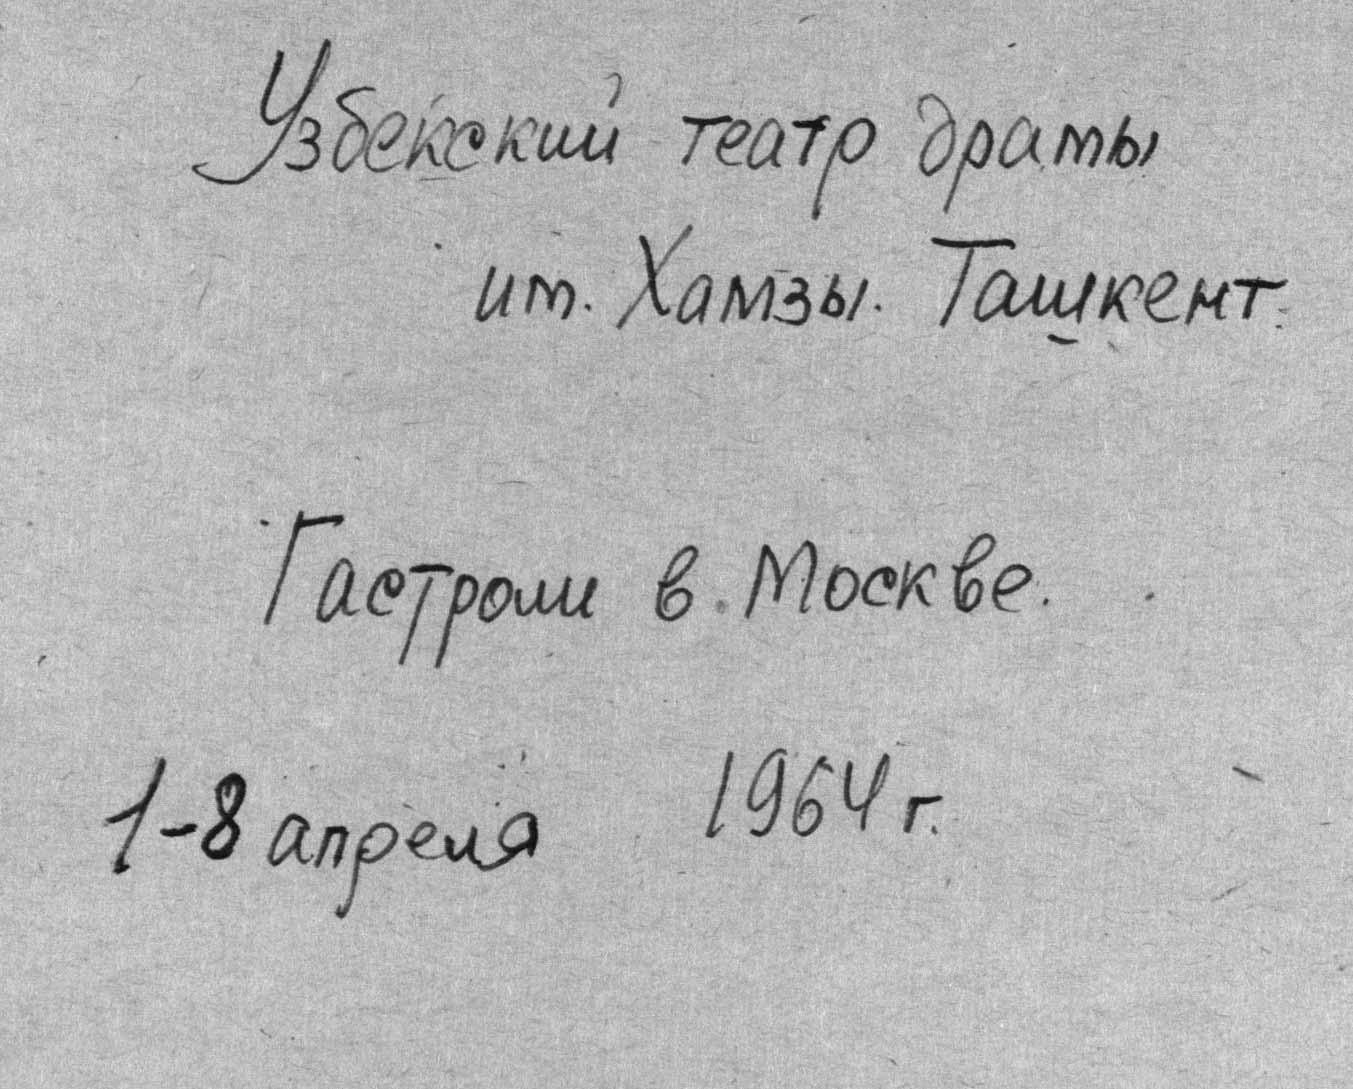 Узбекский театр драмы
им. Хамзы. Ташкент.
Гастроли в Москве.
1-8 апреля 1964 г.